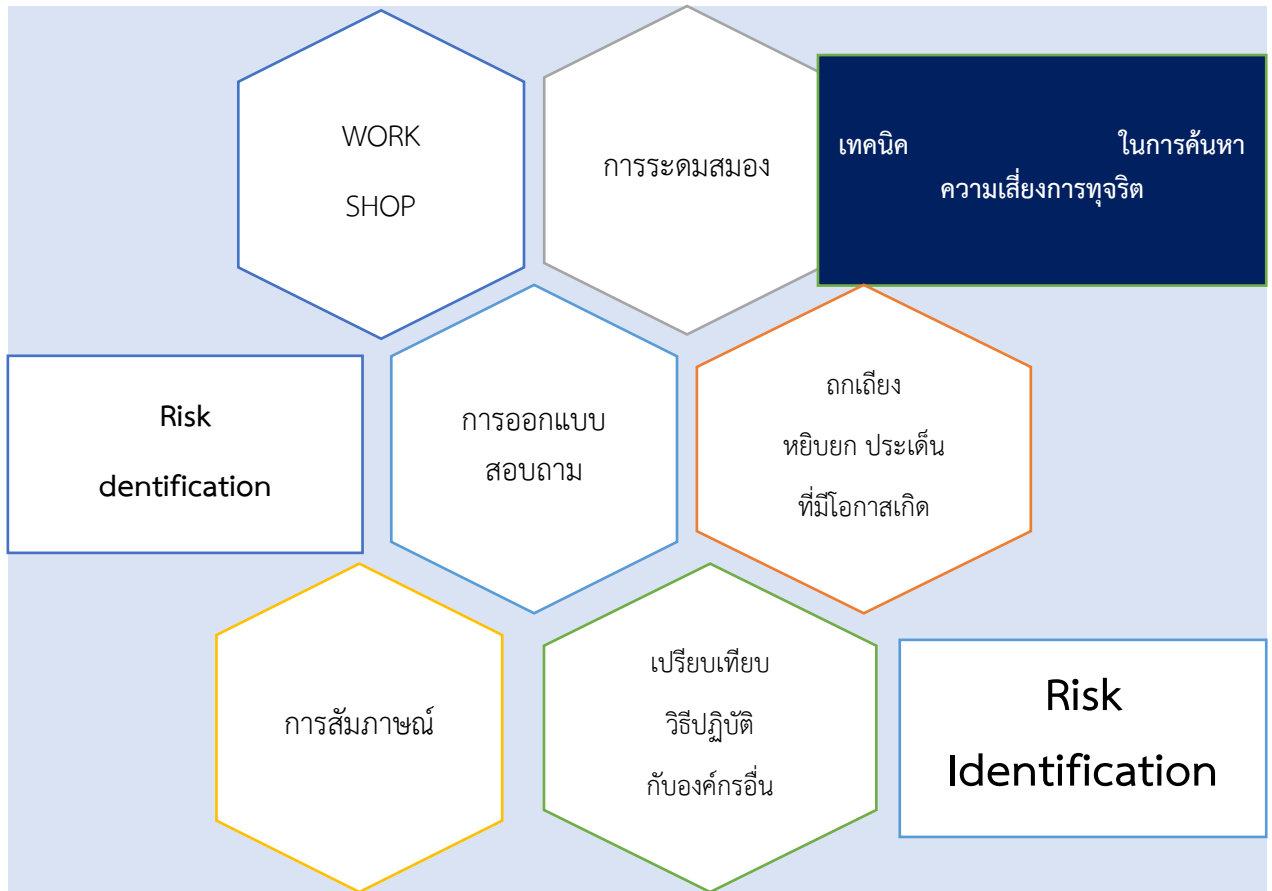 WORK
SHOP
การระดมสมอง
เทคนิค ในการค้นหา
ความเสี่ยงการทุจริต
Risk
dentification
การออกแบบ
สอบถาม
ถกเถียง
หยิบยก ประเด็น
ที่มีโอกาสเกิด
การสัมภาษณ์
เปรียบเทียบ
วิธีปฏิบัติ
กับองค์กรอื่น
Risk
Identification